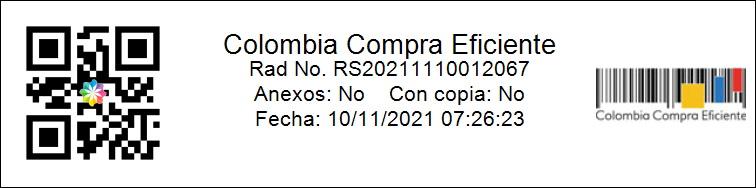 Colombia Compra Eficiente
Rad No. RS20211110012067
Anexos: No Con copia: No
Fecha: 10/11/2021 07:26:23
Colombia Compra Eficiente